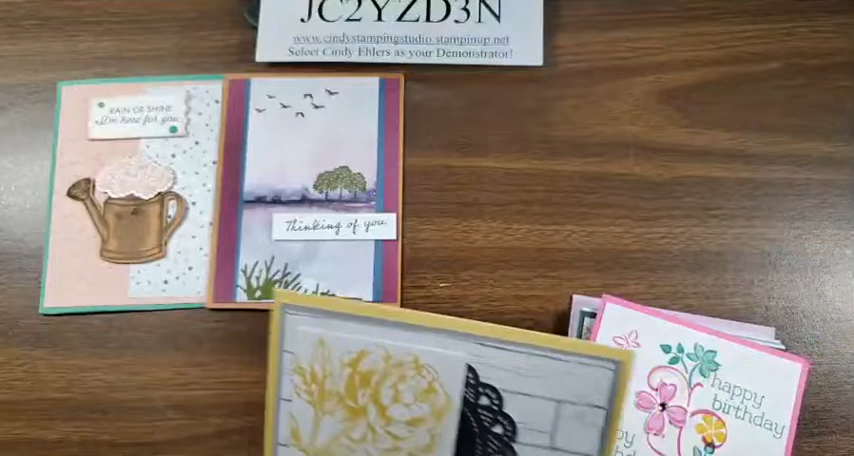 JC2YZD3N
www.cindystampingstudio.stampinup.net
Select Cindy Ehlers as your Demonstrator!
RAIN OR SHINE
I'm here for you
Thinking of you
happy
birthday